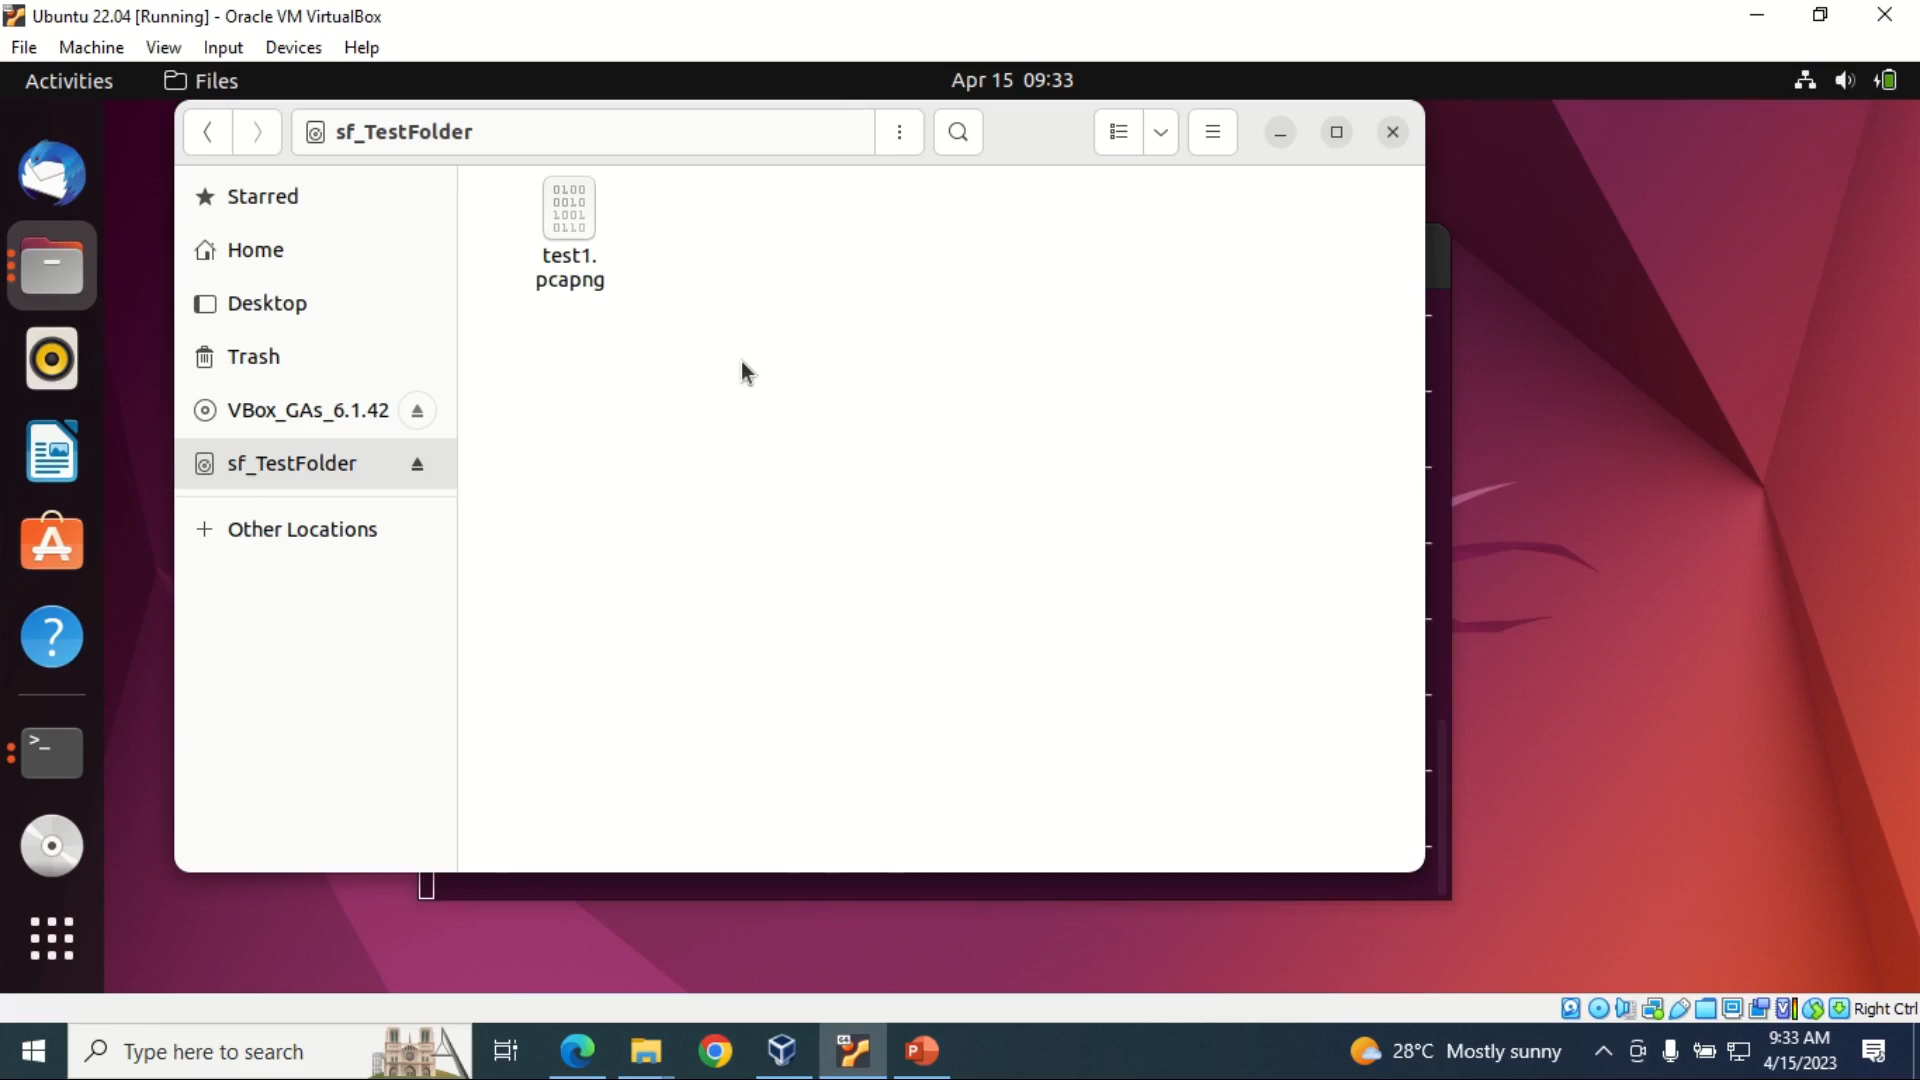 Ubuntu 22.04 [Running] - Oracle VM VirtualBox
File Machine View Input Devices Help
Activities Files Apr 15 09:33
sf_TestFolder
Starred
Home
Desktop
Trash
VBox_GAs_6.1.42
sf_TestFolder
Other Locations
0100
0010
1001
0110
test1.
pcapng
>_
?
Right Ctrl
Type here to search
64
P
28°C Mostly sunny
9:33 AM
4/15/2023